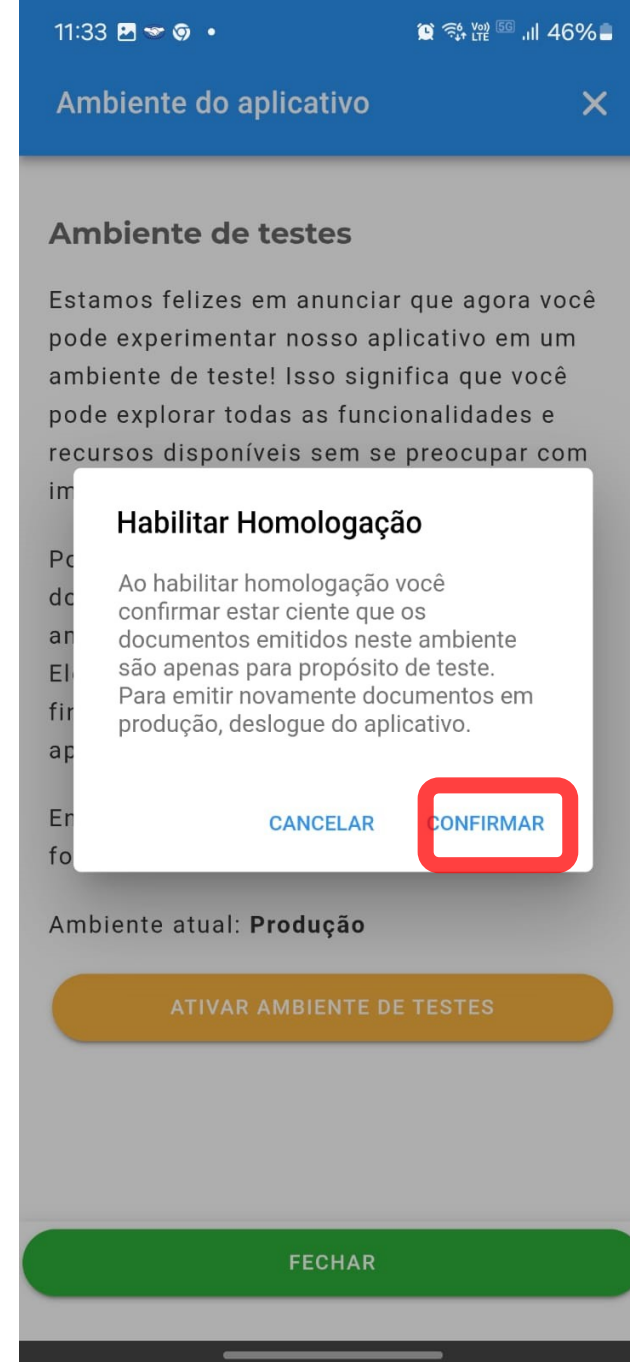 11:33
46%
Ambiente do aplicativo
Ambiente de testes
Estamos felizes em anunciar que agora você
pode experimentar nosso aplicativo em um
ambiente de teste! Isso significa que você
pode explorar todas as funcionalidades e
recursos disponíveis sem se preocupar com
Habilitar Homologação
Ao habilitar homologação você
confirmar estar ciente que os
documentos emitidos neste ambiente
são apenas para propósito de teste.
Para emitir novamente documentos em
produção, deslogue do aplicativo.
CANCELAR CONFIRMAR
Ambiente atual: Produção
ATIVAR AMBIENTE DE TESTES
FECHAR